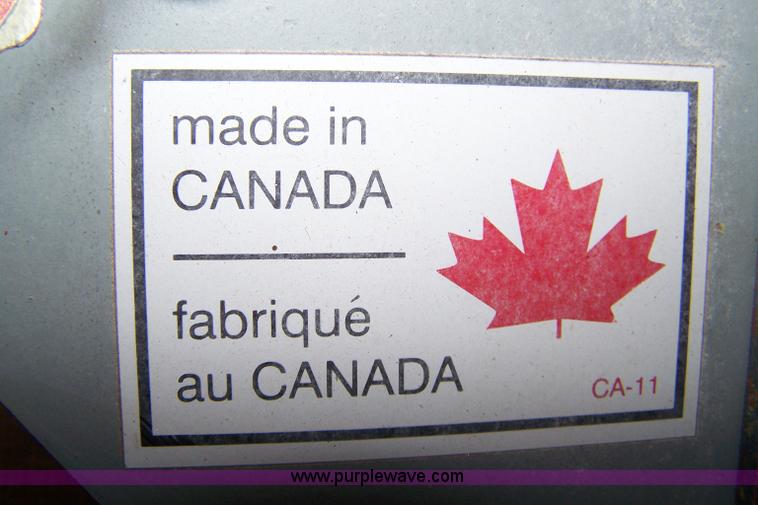 made in
CANADA
fabriqué
au CANADA
CA-11
www.purplewave.com